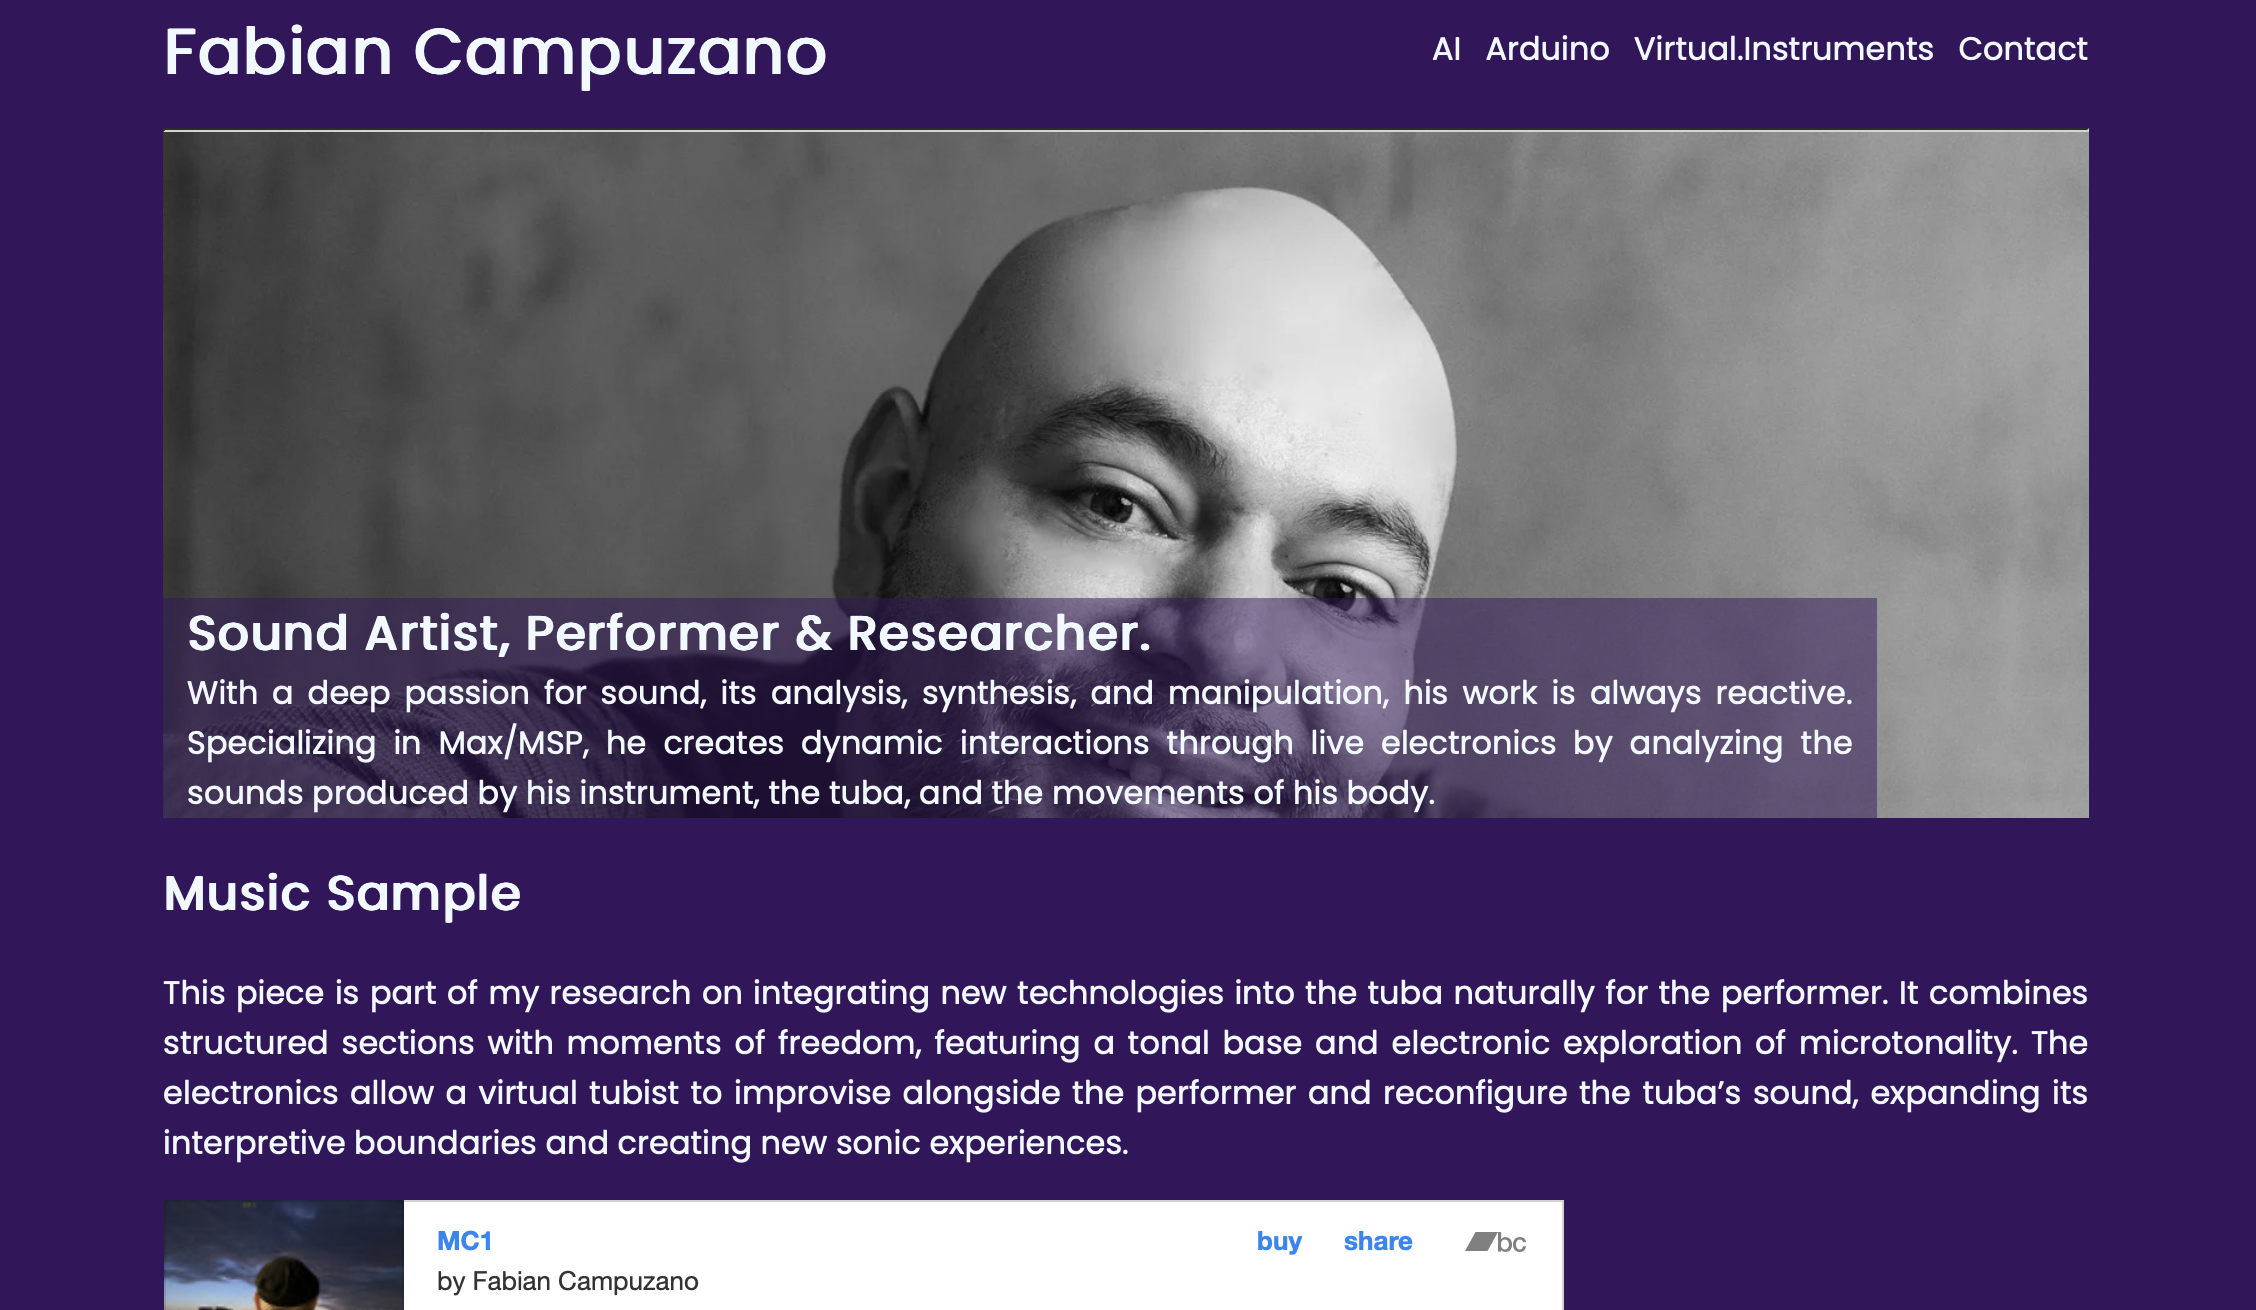 Fabian Campuzano
AI Arduino Virtual.Instruments Contact
Sound Artist, Performer & Researcher.
With a deep passion for sound, its analysis, synthesis, and manipulation, his work is always reactive.
Specializing in Max/MSP, he creates dynamic interactions through live electronics by analyzing the
sounds produced by his instrument, the tuba, and the movements of his body.
Music Sample
This piece is part of my research on integrating new technologies into the tuba naturally for the performer. It combines
structured sections with moments of freedom, featuring a tonal base and electronic exploration of microtonality. The
electronics allow a virtual tubist to improvise alongside the performer and reconfigure the tuba’s sound, expanding its
interpretive boundaries and creating new sonic experiences.
MC1
buy share bc
by Fabian Campuzano